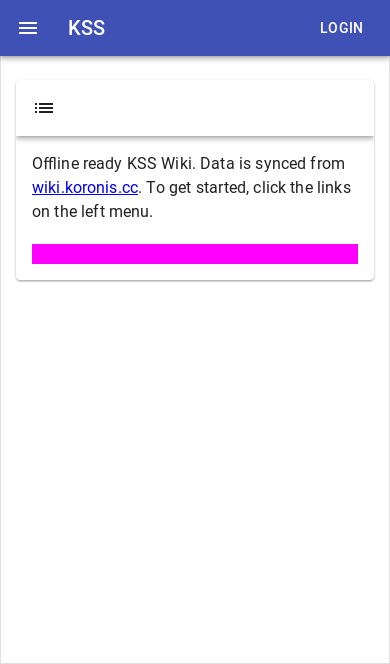 KSS
LOGIN
Offline ready KSS Wiki. Data is synced from
wiki.koronis.cc. To get started, click the links
on the left menu.